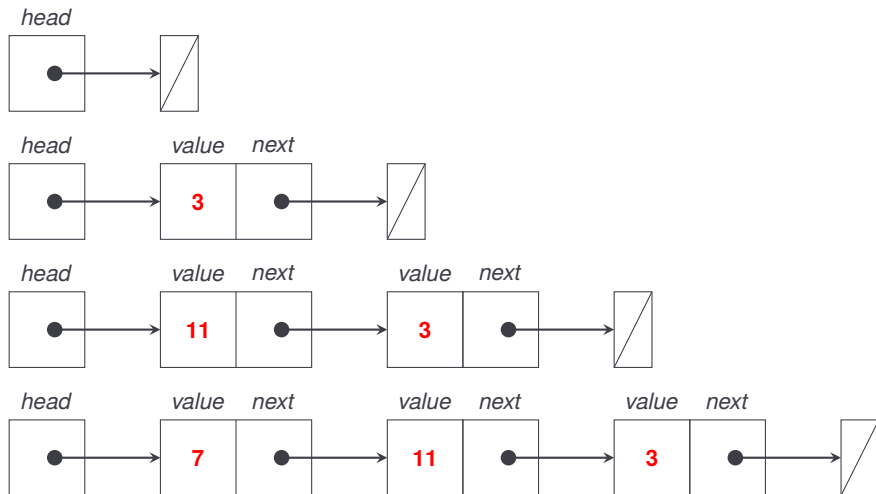 head
head value next
3
head value next value next
11 3
head value next value next value next
7 11 3